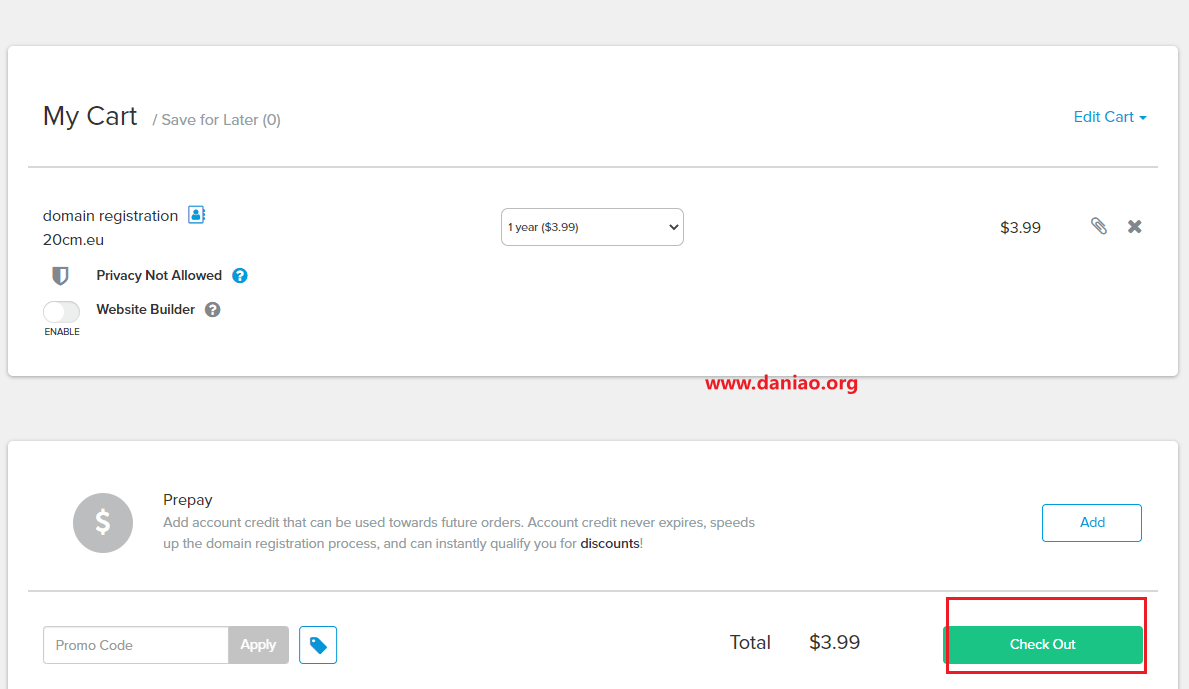 My Cart / Save for Later (0)
Edit Cart
domain registration
20cm.eu
1 year ($3.99)
$3.99
Privacy Not Allowed ?
ENABLE
Website Builder ?
www.daniao.org
$
Prepay
Add account credit that can be used towards future orders. Account credit never expires, speeds
up the domain registration process, and can instantly qualify you for discounts!
Add
Promo Code
Apply
Total $3.99
Check Out